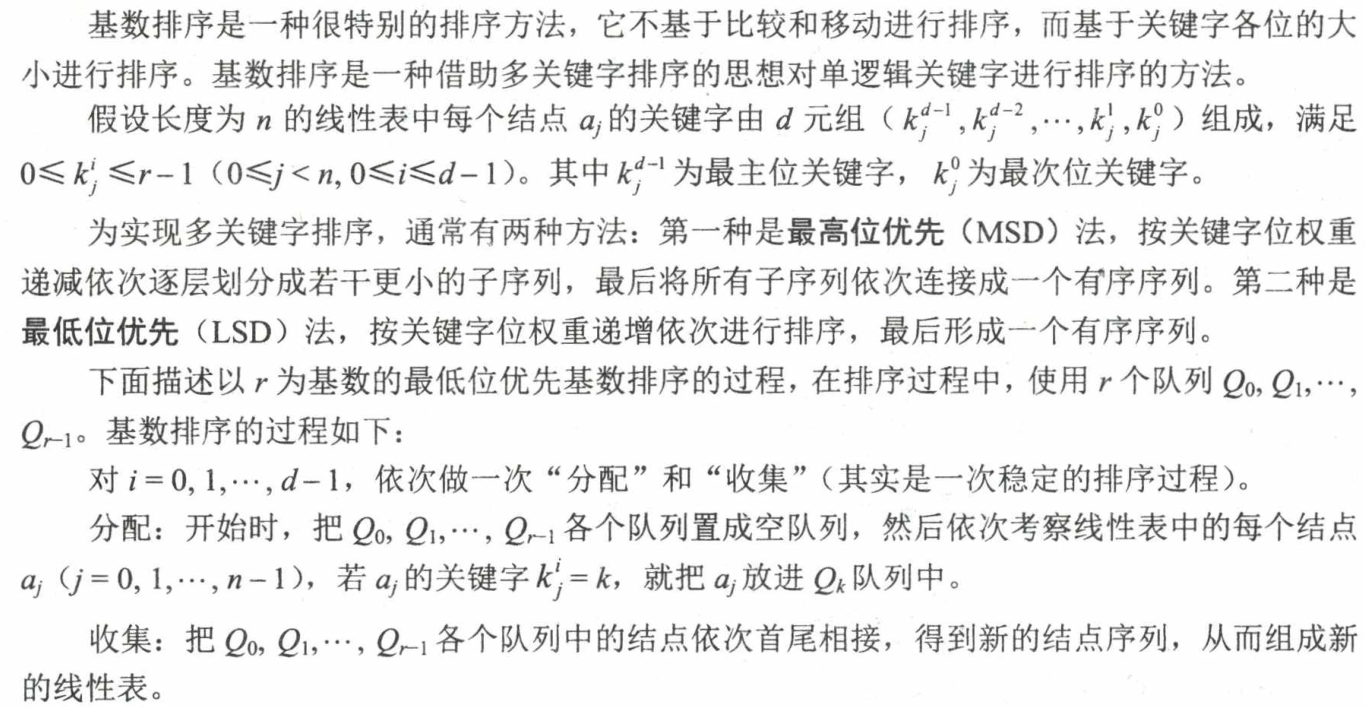 基数排序是一种很特别的排序方法，它不基于比较和移动进行排序，而基于关键字各位的大
小进行排序。基数排序是一种借助多关键字排序的思想对单逻辑关键字进行排序的方法。
假设长度为 n 的线性表中每个结点 a_j 的关键字由 d 元组（k_j^{d-1}, k_j^{d-2}, ⋯, k_j^1, k_j^0）组成，满足
0≤ k_j^i ≤r－1（0≤j＜n, 0≤i≤d－1）。其中 k_j^{d-1} 为最主位关键字，k_j^0 为最次位关键字。
为实现多关键字排序，通常有两种方法：第一种是最高位优先（MSD）法，按关键字位权重
递减依次逐层划分成若干更小的子序列，最后将所有子序列依次连接成一个有序序列。第二种是
最低位优先（LSD）法，按关键字位权重递增依次进行排序，最后形成一个有序序列。
下面描述以 r 为基数的最低位优先基数排序的过程，在排序过程中，使用 r 个队列 Q_0, Q_1,⋯,
Q_{r-1}。基数排序的过程如下：
对 i = 0, 1,⋯, d－1，依次做一次“分配”和“收集”（其实是一次稳定的排序过程）。
分配：开始时，把 Q_0, Q_1,⋯, Q_{r-1} 各个队列置成空队列，然后依次考察线性表中的每个结点
a_j（j = 0, 1,⋯, n－1），若 a_j 的关键字 k_j^i = k，就把 a_j 放进 Q_k 队列中。
收集：把 Q_0, Q_1,⋯, Q_{r-1} 各个队列中的结点依次首尾相接，得到新的结点序列，从而组成新
的线性表。